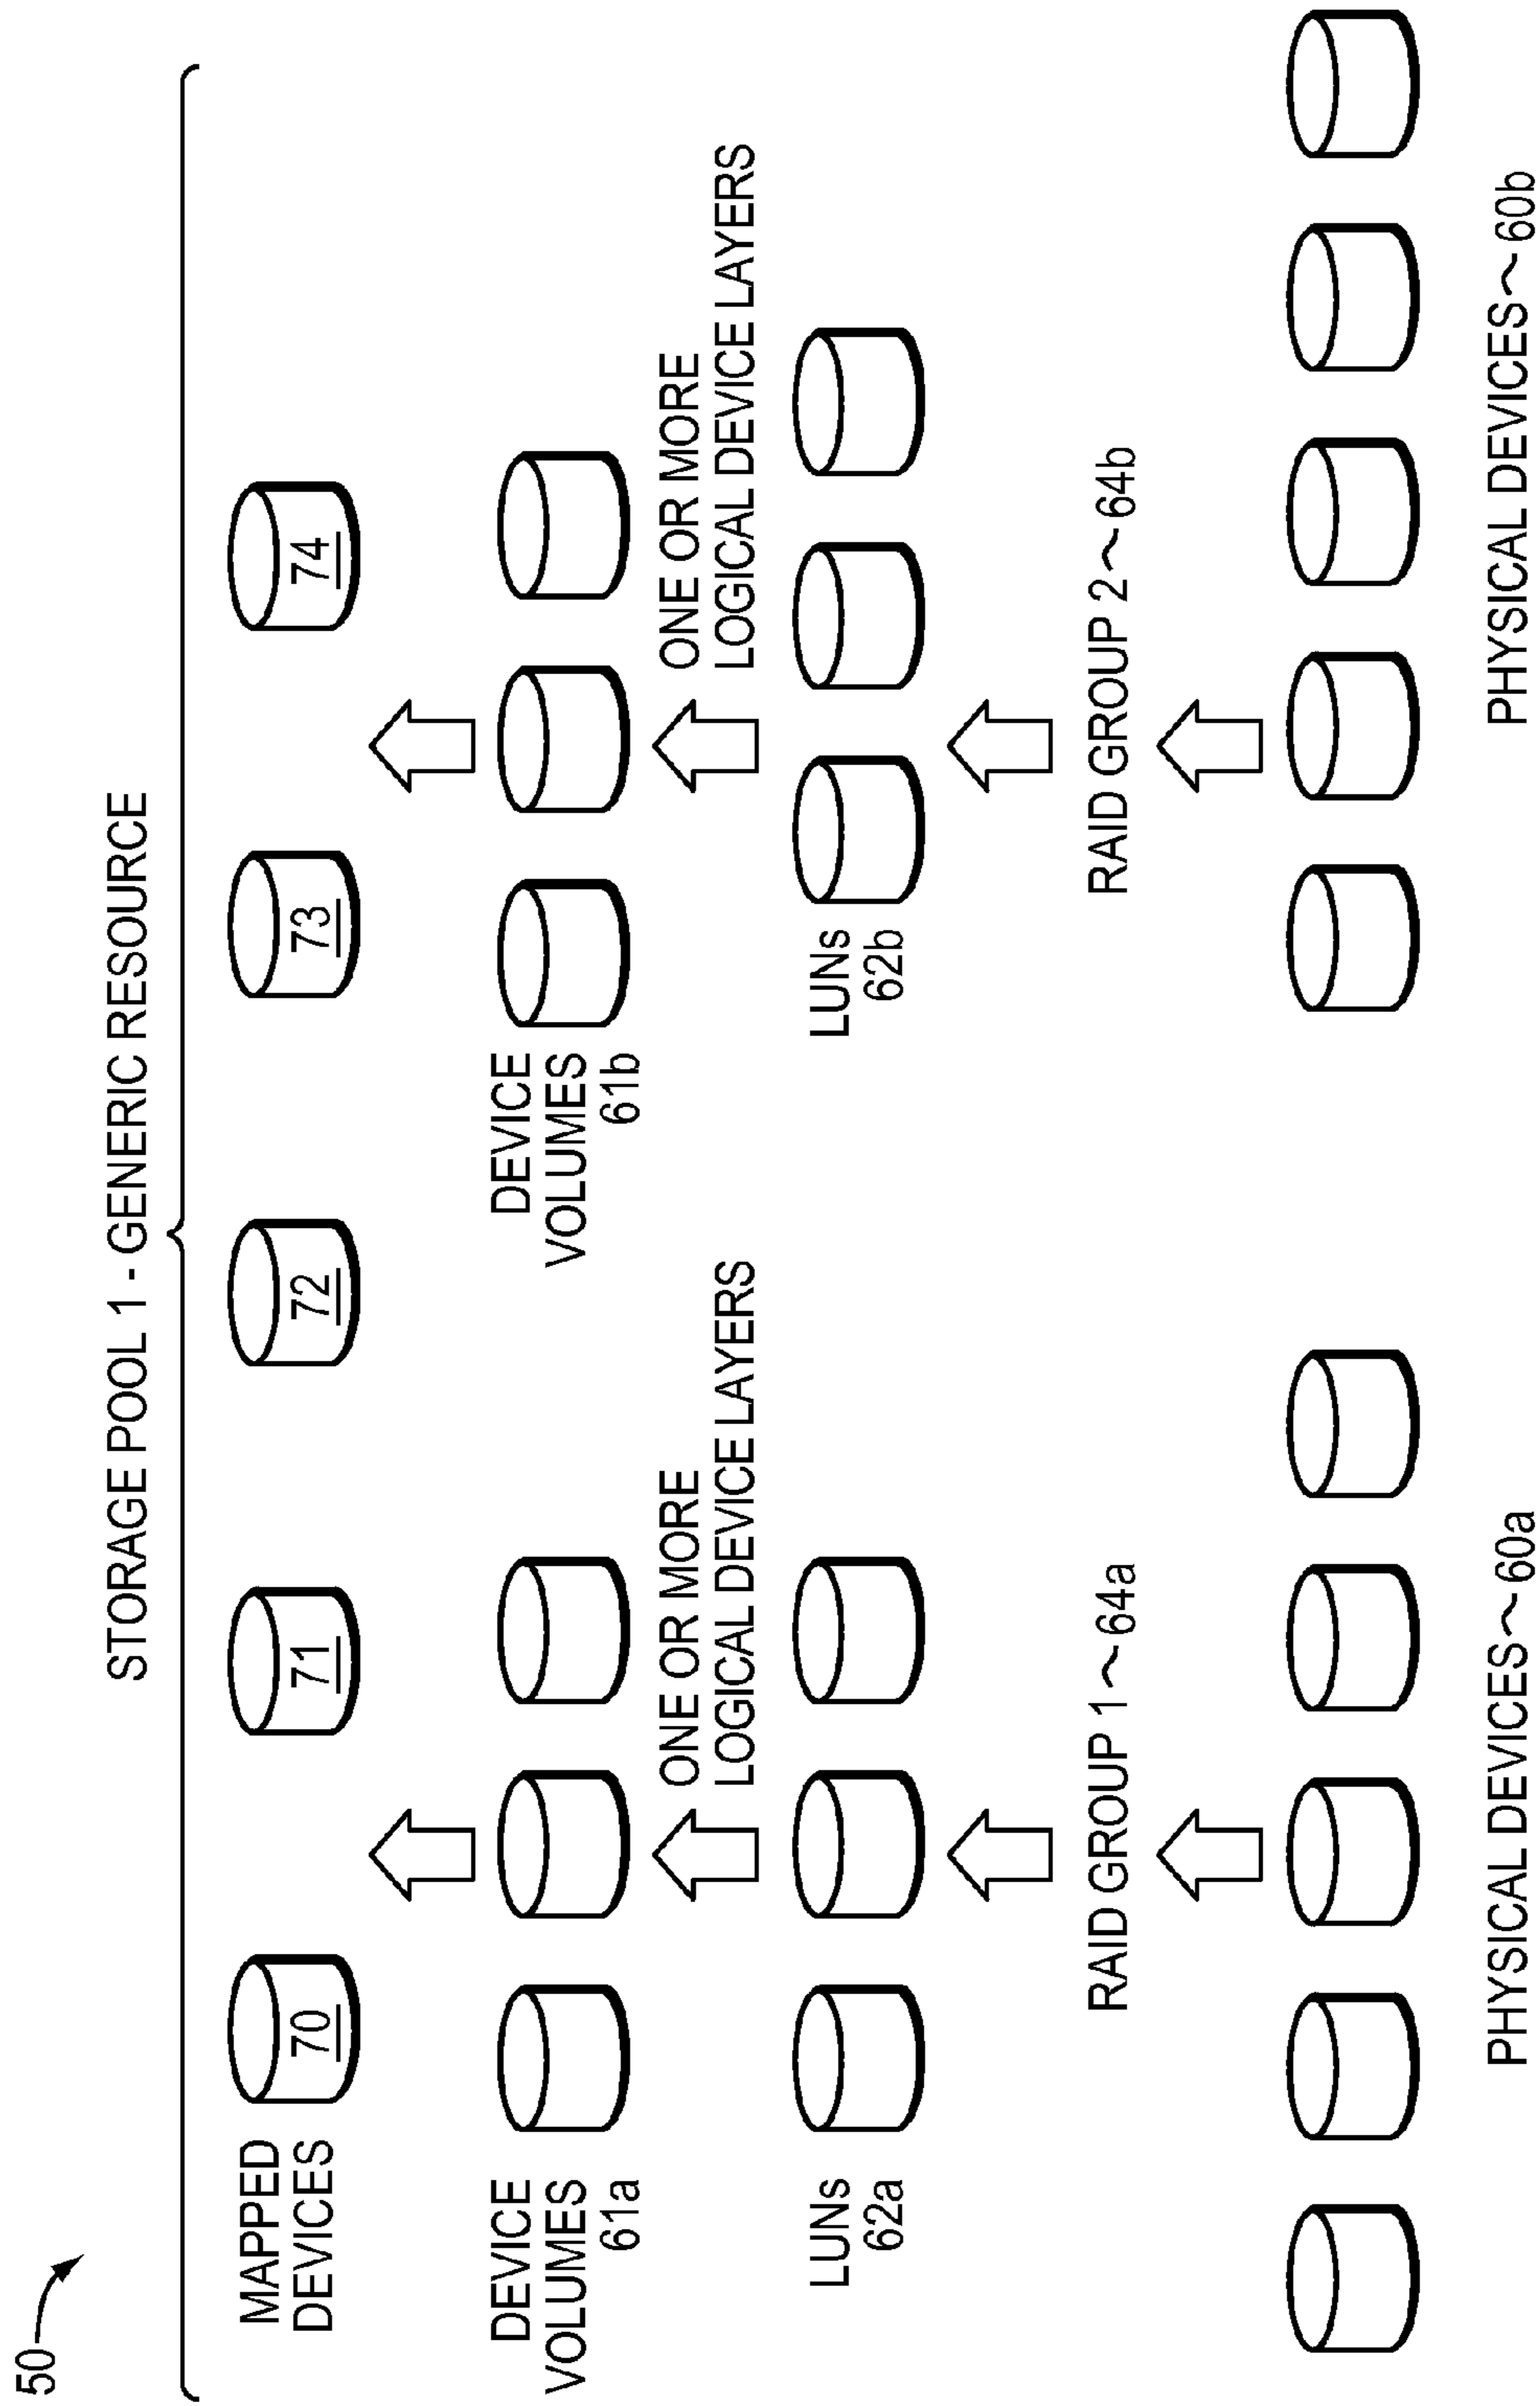 50
STORAGE POOL 1 - GENERIC RESOURCE
MAPPED
DEVICES
70
71
72
73
74
DEVICE
VOLUMES
61a
DEVICE
VOLUMES
61b
ONE OR MORE
LOGICAL DEVICE LAYERS
ONE OR MORE
LOGICAL DEVICE LAYERS
LUNs
62a
LUNs
62b
RAID GROUP 1~64a
RAID GROUP 2~64b
PHYSICAL DEVICES~60a
PHYSICAL DEVICES~60b